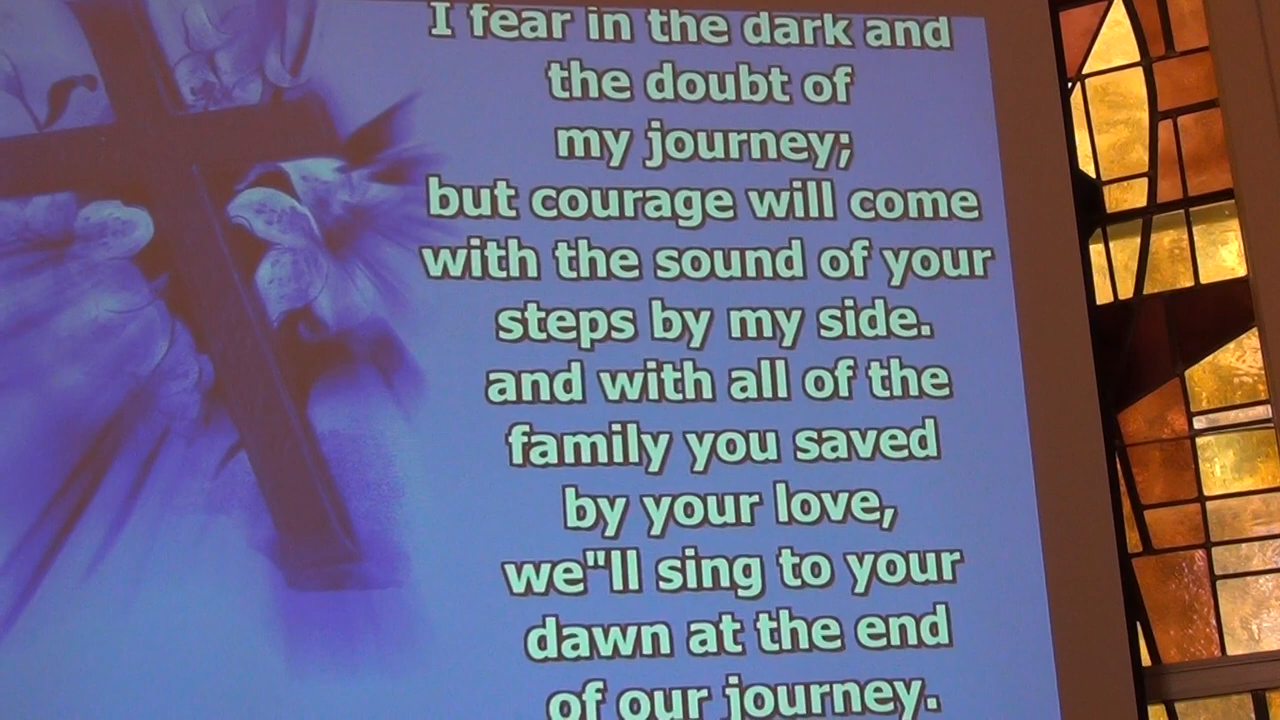 I fear in the dark and
the doubt of
my journey;
but courage will come
with the sound of your
steps by my side.
and with all of the
family you saved
by your love,
we"ll sing to your
dawn at the end
of our journey.